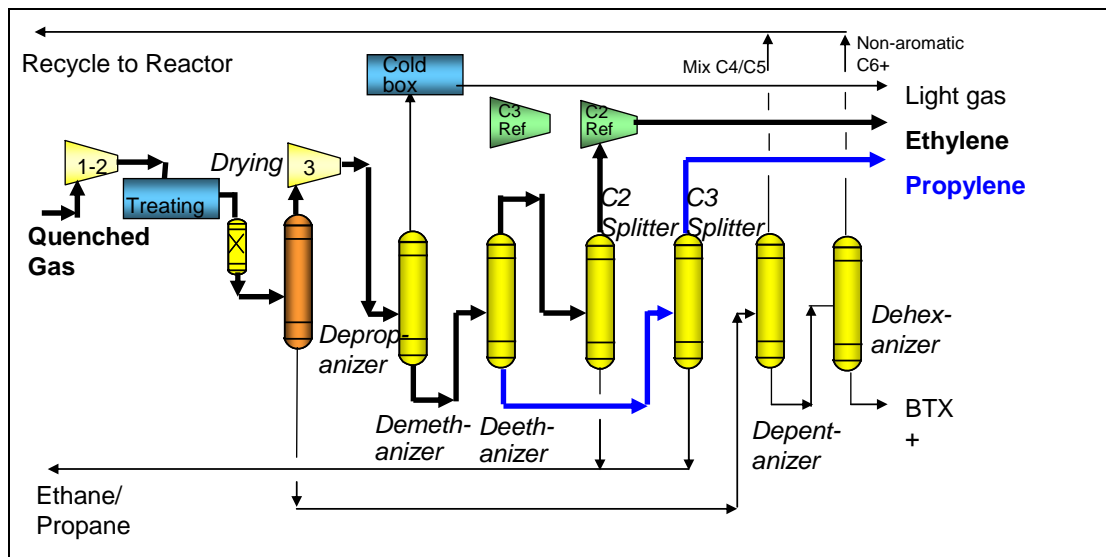 Recycle to Reactor
Cold
box
Mix C4/C5
Non-aromatic
C6+
Light gas
Ethylene
Propylene
C3
Ref
C2
Ref
1-2
Drying
3
Treating
Quenched
Gas
C2
Splitter
C3
Splitter
Deprop-
anizer
Demeth-
anizer
Deeth-
anizer
Depent-
anizer
Dehex-
anizer
BTX
+
Ethane/
Propane